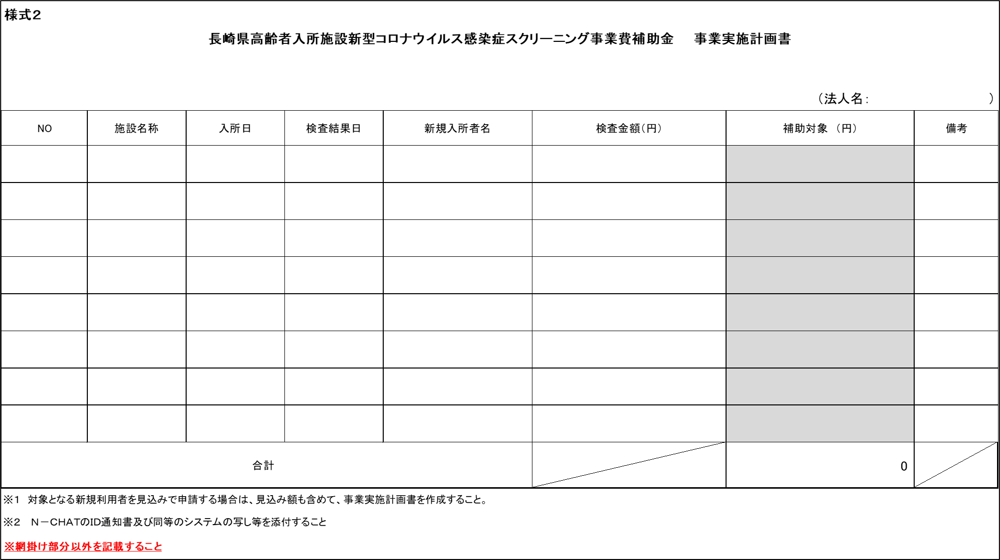 様式２
長崎県高齢者入所施設新型コロナウイルス感染症スクリーニング事業費補助金　事業実施計画書
（法人名：　　　　　　　　　）
NO　施設名称　入所日　検査結果日　新規入所者名　検査金額（円）　補助対象　（円）　備考
合計　0
※１　対象となる新規利用者を見込みで申請する場合は、見込み額も含めて、事業実施計画書を作成すること。
※２　Ｎ－ＣＨＡＴのＩＤ通知書及び同等のシステムの写し等を添付すること
※網掛け部分以外を記載すること